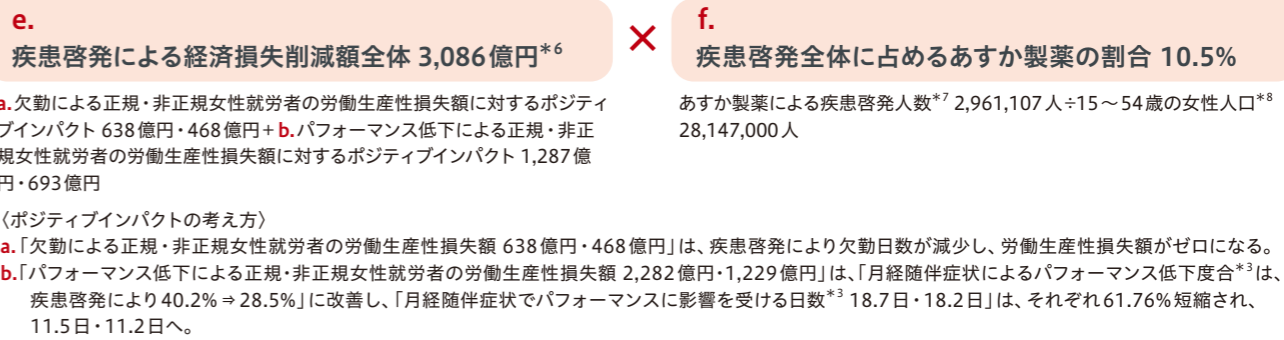 e.
疾患啓発による経済損失削減額全体 3,086億円＊6
×
f.
疾患啓発全体に占めるあすか製薬の割合 10.5%
a.欠勤による正規・非正規女性就労者の労働生産性損失額に対するポジティ
ブインパクト 638億円・468億円+b.パフォーマンス低下による正規・非正
規女性就労者の労働生産性損失額に対するポジティブインパクト 1,287億
円・693億円
あすか製薬による疾患啓発人数＊7 2,961,107人÷15～54歳の女性人口＊8
28,147,000人
〈ポジティブインパクトの考え方〉
a.「欠勤による正規・非正規女性就労者の労働生産性損失額 638億円・468億円」は、疾患啓発により欠勤日数が減少し、労働生産性損失額がゼロになる。
b.「パフォーマンス低下による正規・非正規女性就労者の労働生産性損失額 2,282億円・1,229億円」は、「月経随伴症状によるパフォーマンス低下度合＊3は、
疾患啓発により40.2%⇒28.5%」に改善し、「月経随伴症状でパフォーマンスに影響を受ける日数＊3 18.7日・18.2日」は、それぞれ61.76%短縮され、
11.5日・11.2日へ。